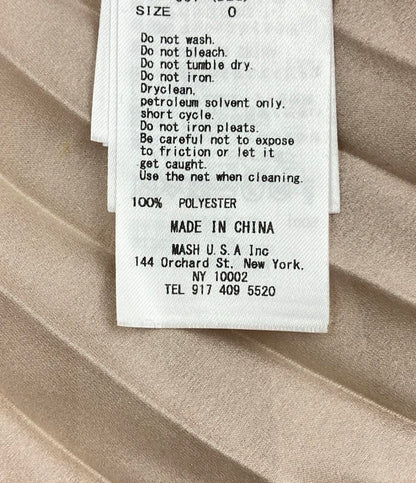 SIZE 0
Do not wash.
Do not bleach.
Do not tumble dry.
Do not iron.
Dryclean,
petroleum solvent only,
short cycle.
Do not iron pleats.
Be careful not to expose
to friction or let it
get caught.
Use the net when cleaning.
100% POLYESTER
MADE IN CHINA
MASH U.S.A Inc
144 Orchard St, New York,
NY 10002
TEL 917 409 5520